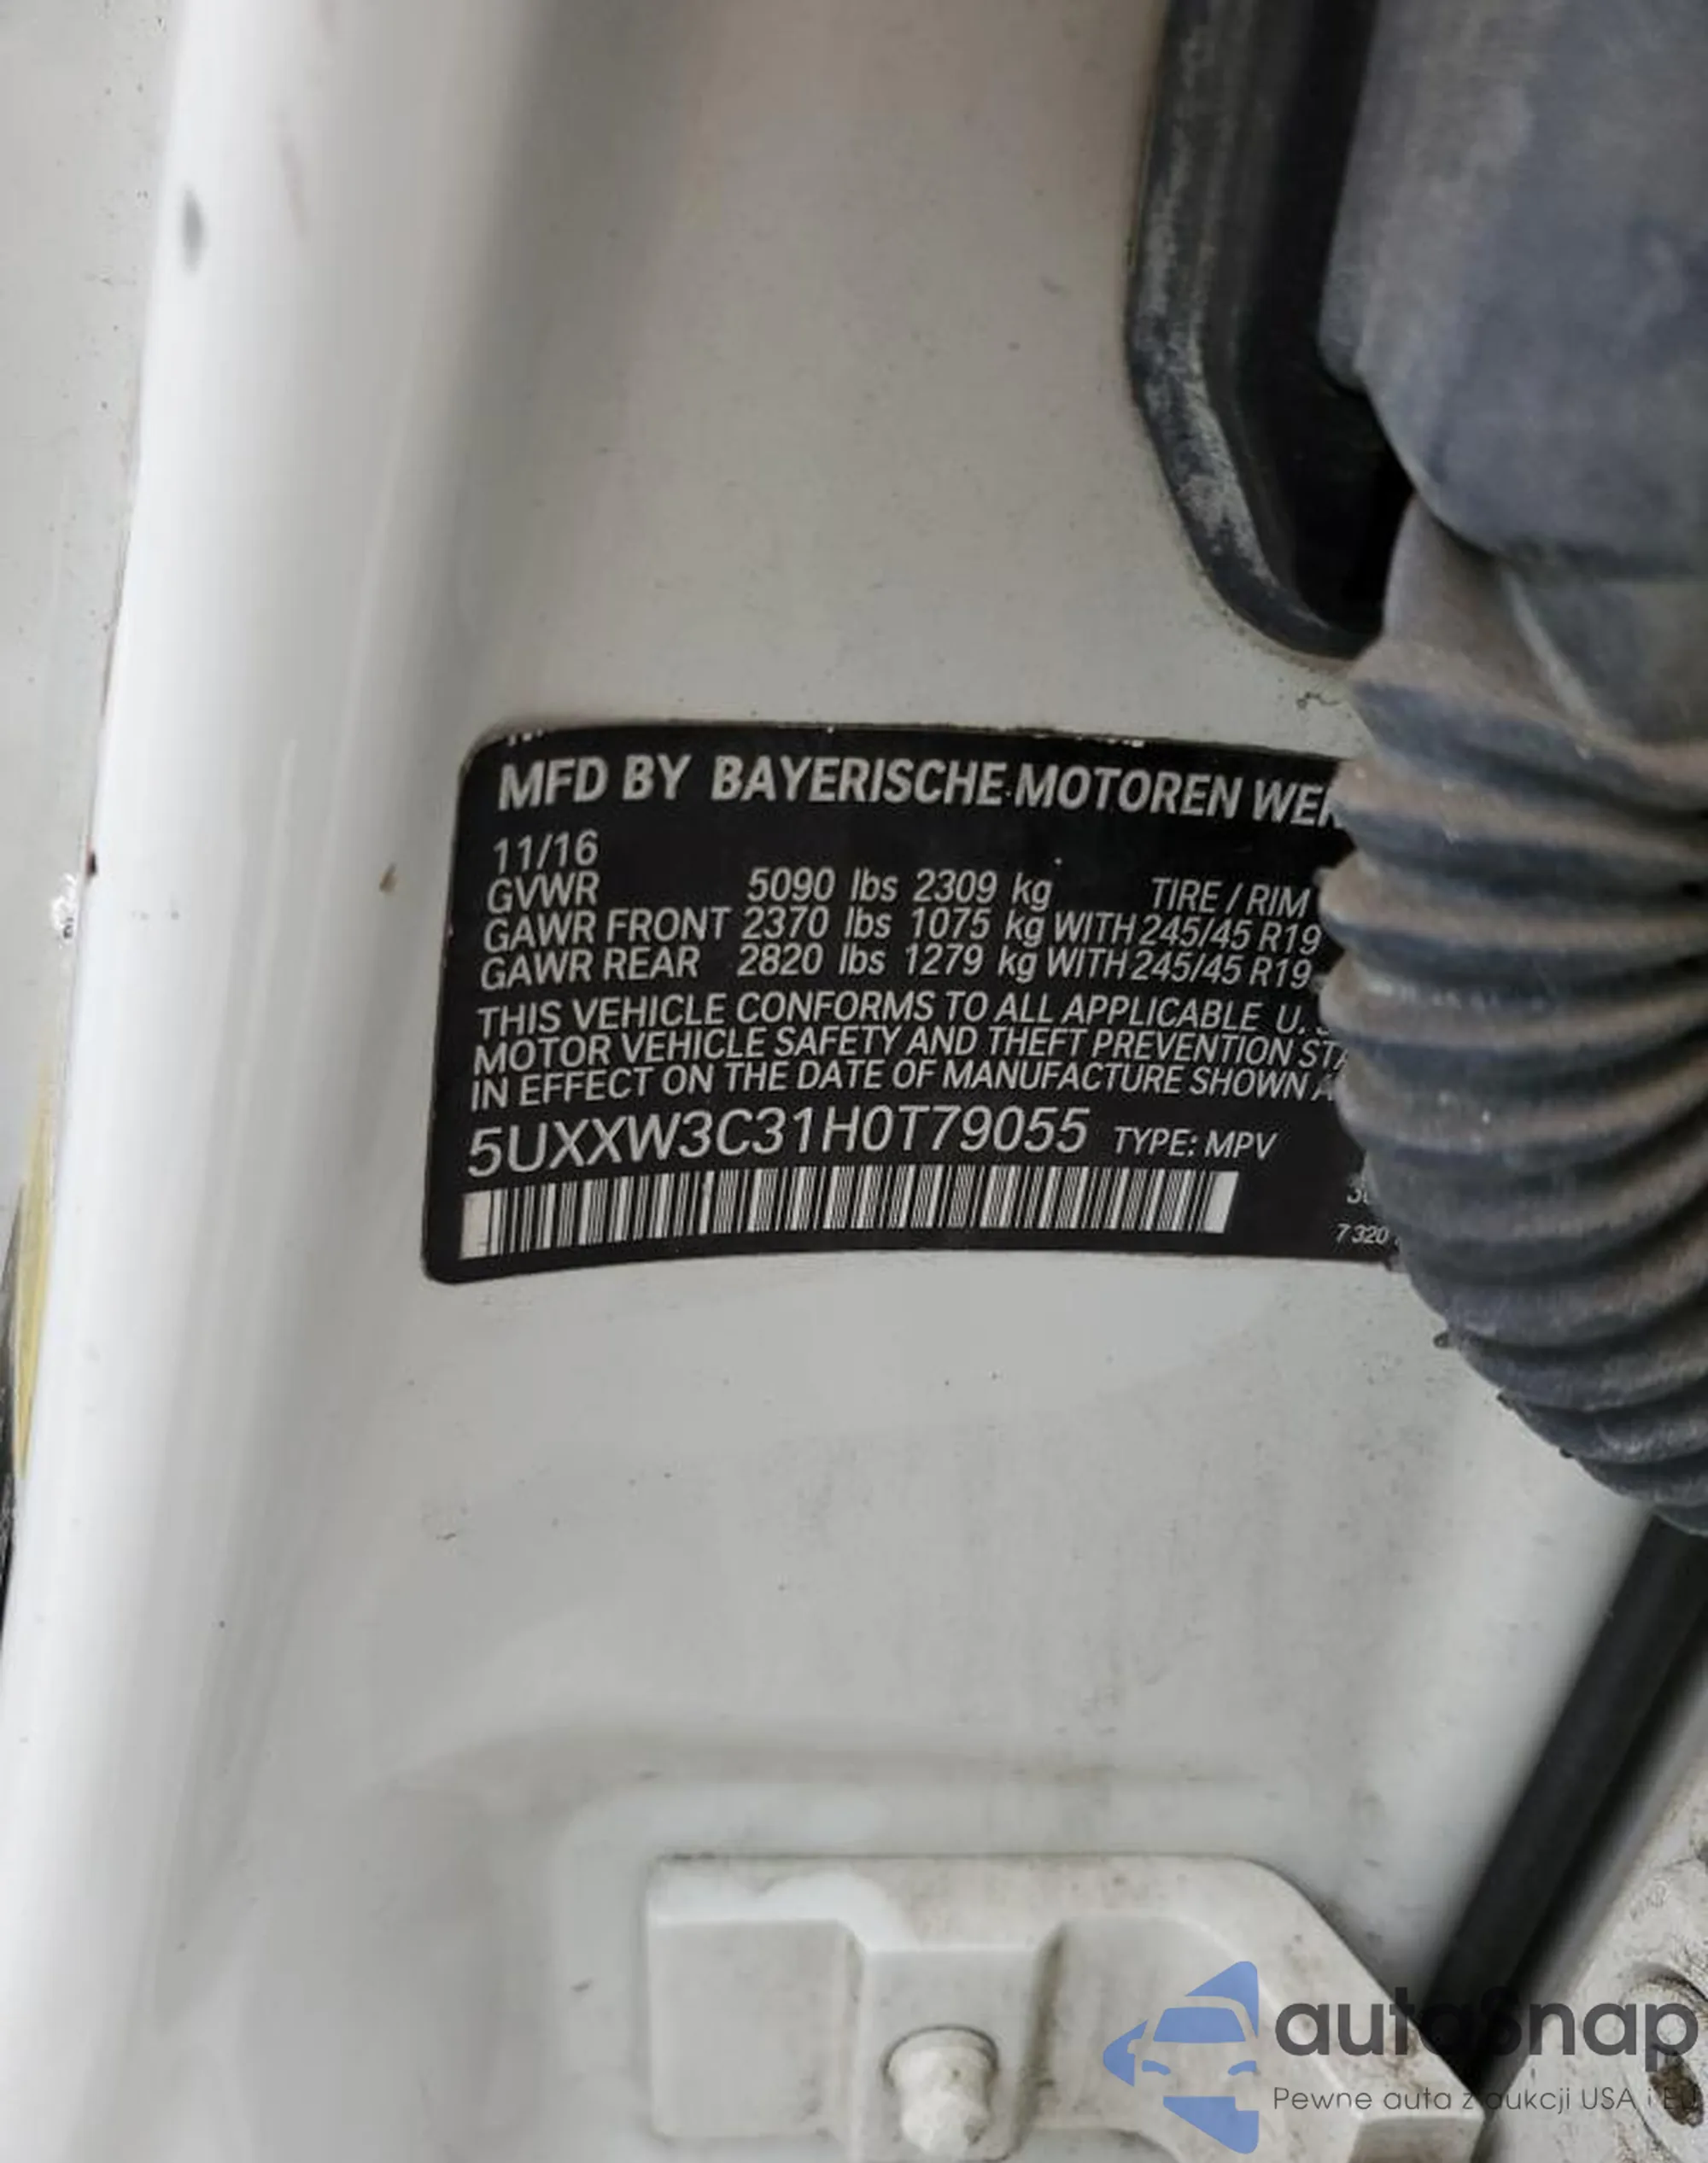 MFD BY BAYERISCHE MOTOREN
11/16
GVWR 5090 lbs 2309 kg TIRE / RIM
GAWR FRONT 2370 lbs 1075 kg WITH 245/45 R19
GAWR REAR 2820 lbs 1279 kg WITH 245/45 R19
THIS VEHICLE CONFORMS TO ALL APPLICABLE U.
MOTOR VEHICLE SAFETY AND THEFT PREVENTION
IN EFFECT ON THE DATE OF MANUFACTURE SHOWN
5UXXW3C31H0T79055 TYPE: MPV
7 320
autoSnap
Pewne auta z aukcji USA i EU